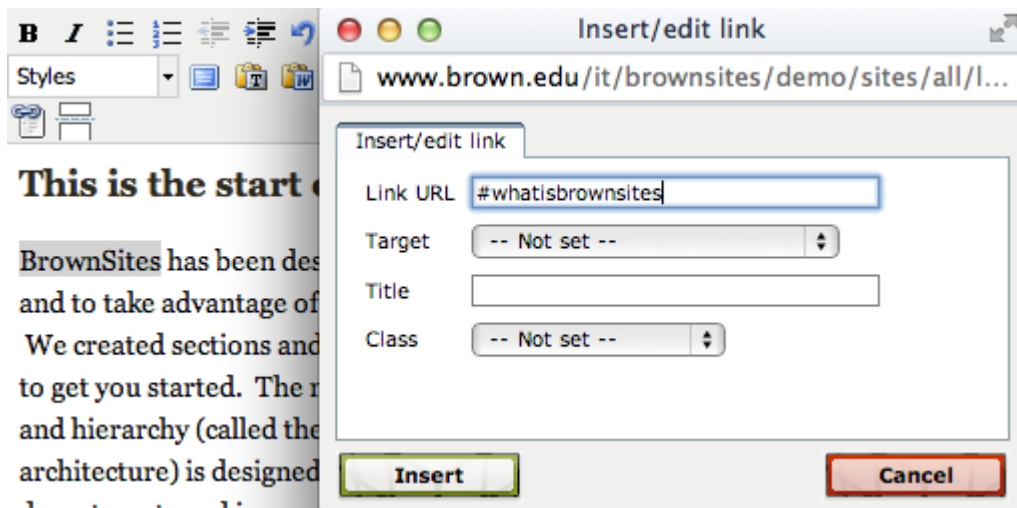 B I
Styles
This is the start
BrownSites has been des
and to take advantage of
We created sections and
to get you started. The
and hierarchy (called the
architecture) is designed
Insert/edit link
www.brown.edu/it/brownsites/demo/sites/all/l...
Insert/edit link
Link URL #whatisbrownsites
Target -- Not set --
Title
Class -- Not set --
Insert Cancel